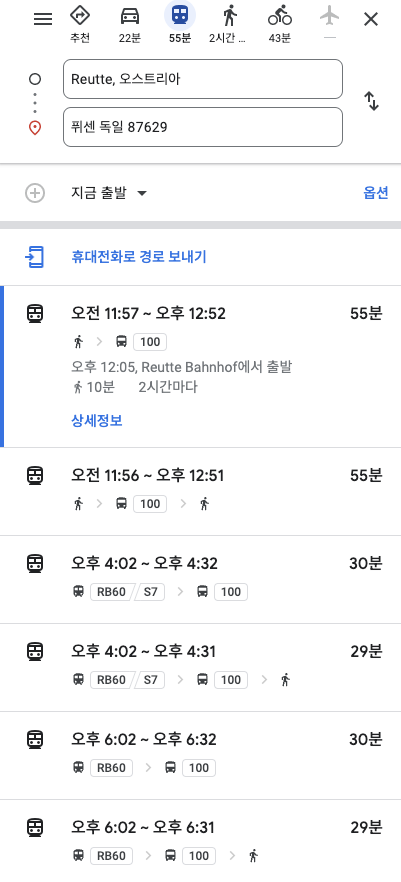 추천
22분
55분
2시간 ...
43분
—
Reutte, 오스트리아
퓌센 독일 87629
지금 출발
옵션
휴대전화로 경로 보내기
오전 11:57 ~ 오후 12:52 55분
100
오후 12:05, Reutte Bahnhof에서 출발
10분 2시간마다
상세정보
오전 11:56 ~ 오후 12:51 55분
100
오후 4:02 ~ 오후 4:32 30분
RB60 S7 100
오후 4:02 ~ 오후 4:31 29분
RB60 S7 100
오후 6:02 ~ 오후 6:32 30분
RB60 100
오후 6:02 ~ 오후 6:31 29분
RB60 100